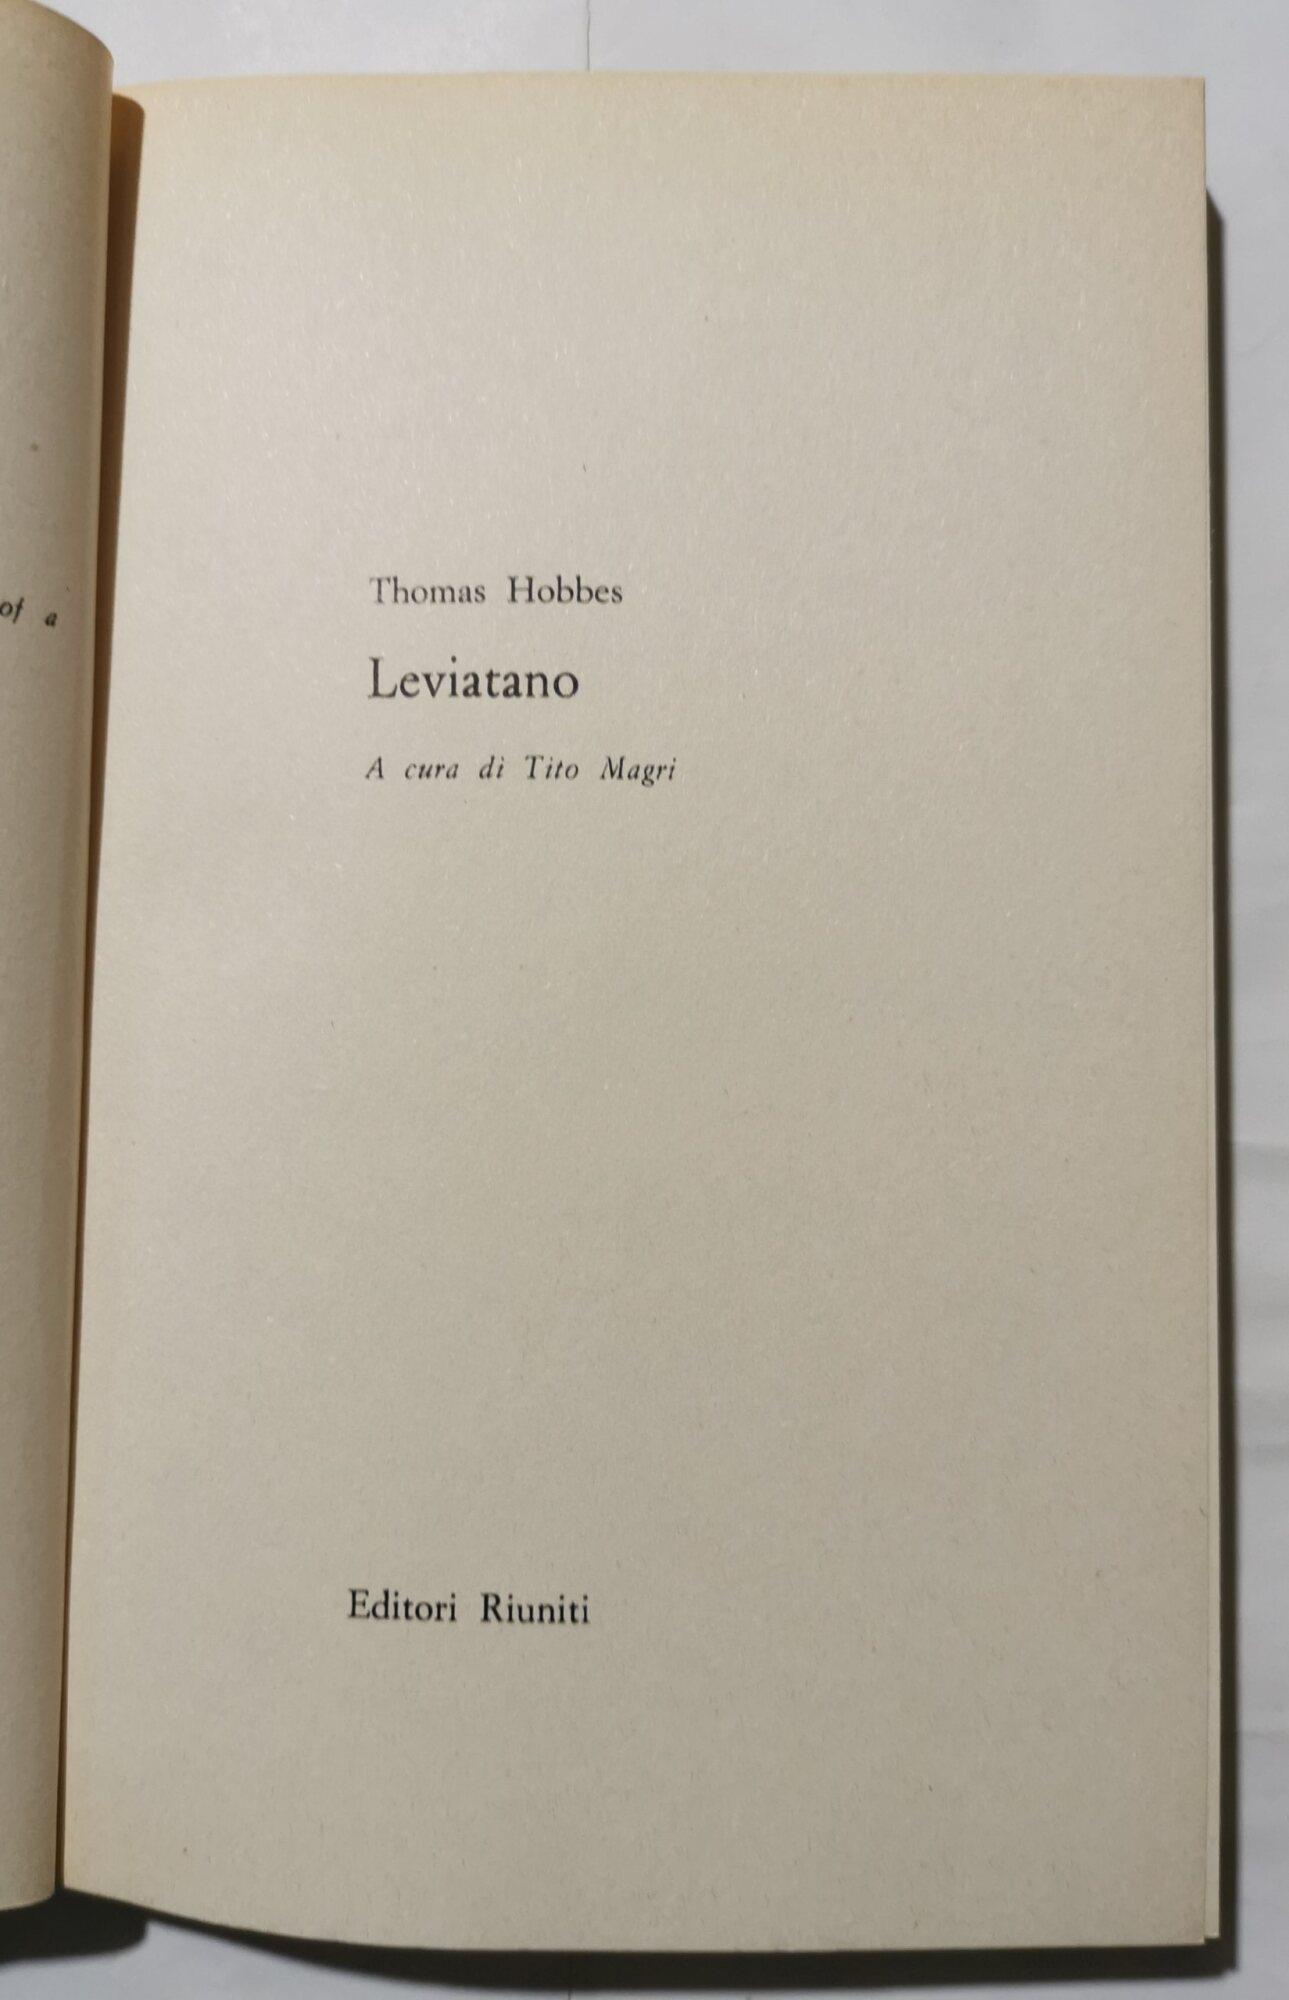 of a
Thomas Hobbes
Leviatano
A cura di Tito Magri
Editori Riuniti